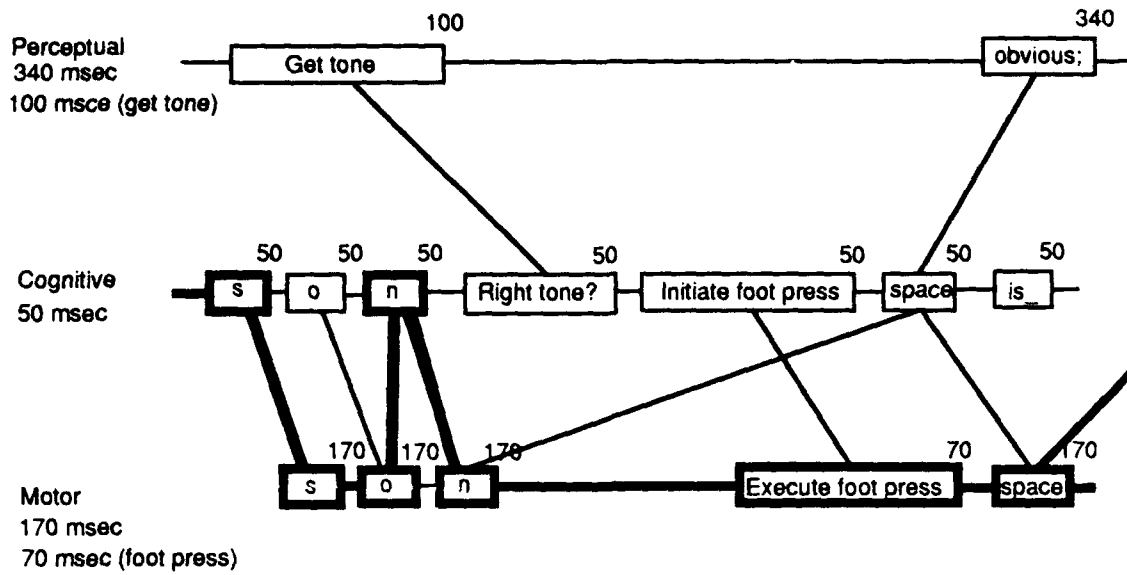 100
340
Perceptual
340 msec
100 msce (get tone)
Get tone
obvious;
50 50 50 50 50 50 50
Cognitive
50 msec
s o n Right tone? Initiate foot press space is_
170 170 170 70 170
Motor
170 msec
70 msec (foot press)
s o n Execute foot press space